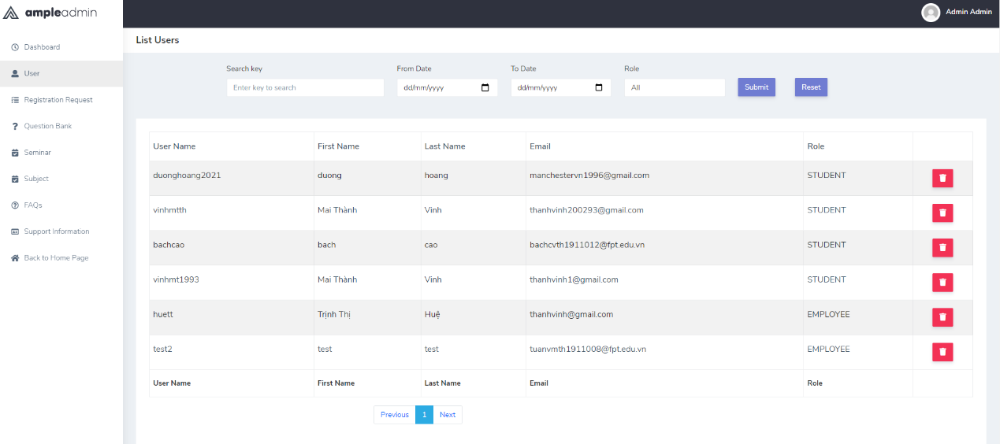 ampleadmin
Admin Admin
Dashboard
User
Registration Request
Question Bank
Seminar
Subject
FAQs
Support Information
Back to Home Page
List Users
Search key From Date To Date Role
Enter key to search dd/mm/yyyy dd/mm/yyyy All Submit Reset
User Name First Name Last Name Email Role
duonghoang2021 duong hoang manchestervn1996@gmail.com STUDENT
vinhmtth Mai Thành Vinh thanhvinh200293@gmail.com STUDENT
bachcao bach cao bachcvth1911012@fpt.edu.vn STUDENT
vinhmt1993 Mai Thành Vinh thanhvinh1@gmail.com STUDENT
huett Trịnh Thị Huệ thanhvinh@gmail.com EMPLOYEE
test2 test test tuanvmth1911008@fpt.edu.vn EMPLOYEE
User Name First Name Last Name Email Role
Previous 1 Next